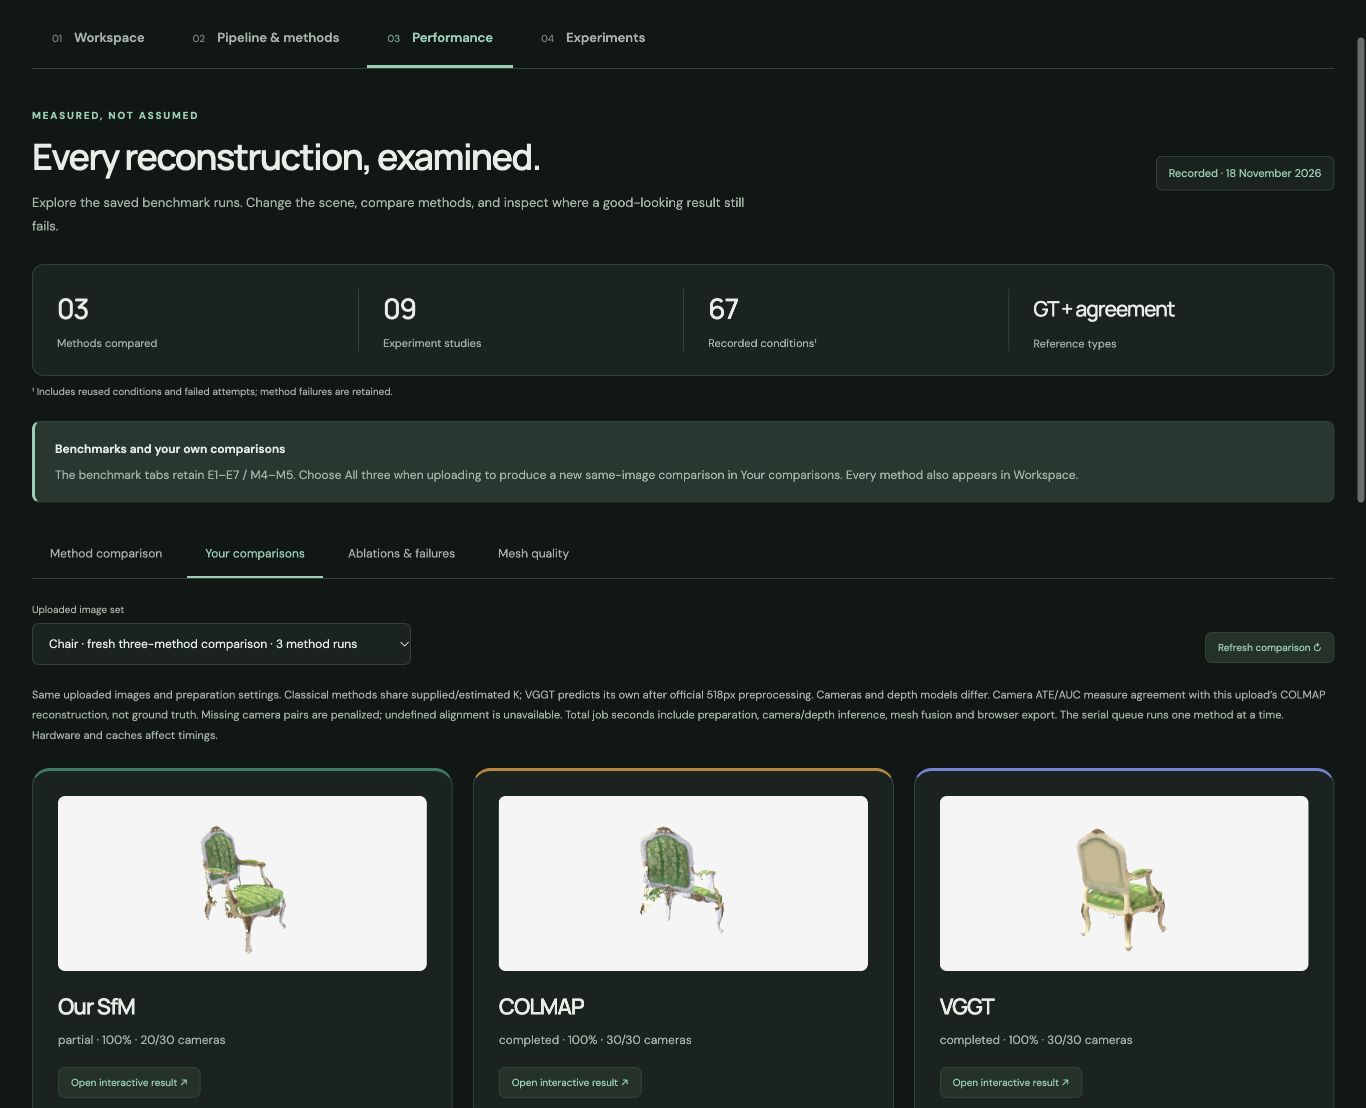 01 Workspace 02 Pipeline & methods 03 Performance 04 Experiments
MEASURED, NOT ASSUMED
Every reconstruction, examined.
Recorded · 18 November 2026
Explore the saved benchmark runs. Change the scene, compare methods, and inspect where a good-looking result still
fails.
03 09 67 GT + agreement
Methods compared Experiment studies Recorded conditions¹ Reference types
¹ Includes reused conditions and failed attempts; method failures are retained.
Benchmarks and your own comparisons
The benchmark tabs retain E1–E7 / M4–M5. Choose All three when uploading to produce a new same-image comparison in Your comparisons. Every method also appears in Workspace.
Method comparison Your comparisons Ablations & failures Mesh quality
Uploaded image set
Chair · fresh three-method comparison · 3 method runs
Refresh comparison ↻
Same uploaded images and preparation settings. Classical methods share supplied/estimated K; VGGT predicts its own after official 518px preprocessing. Cameras and depth models differ. Camera ATE/AUC measure agreement with this upload's COLMAP
reconstruction, not ground truth. Missing camera pairs are penalized; undefined alignment is unavailable. Total job seconds include preparation, camera/depth inference, mesh fusion and browser export. The serial queue runs one method at a time.
Hardware and caches affect timings.
Our SfM COLMAP VGGT
partial · 100% · 20/30 cameras completed · 100% · 30/30 cameras completed · 100% · 30/30 cameras
Open interactive result ↗ Open interactive result ↗ Open interactive result ↗